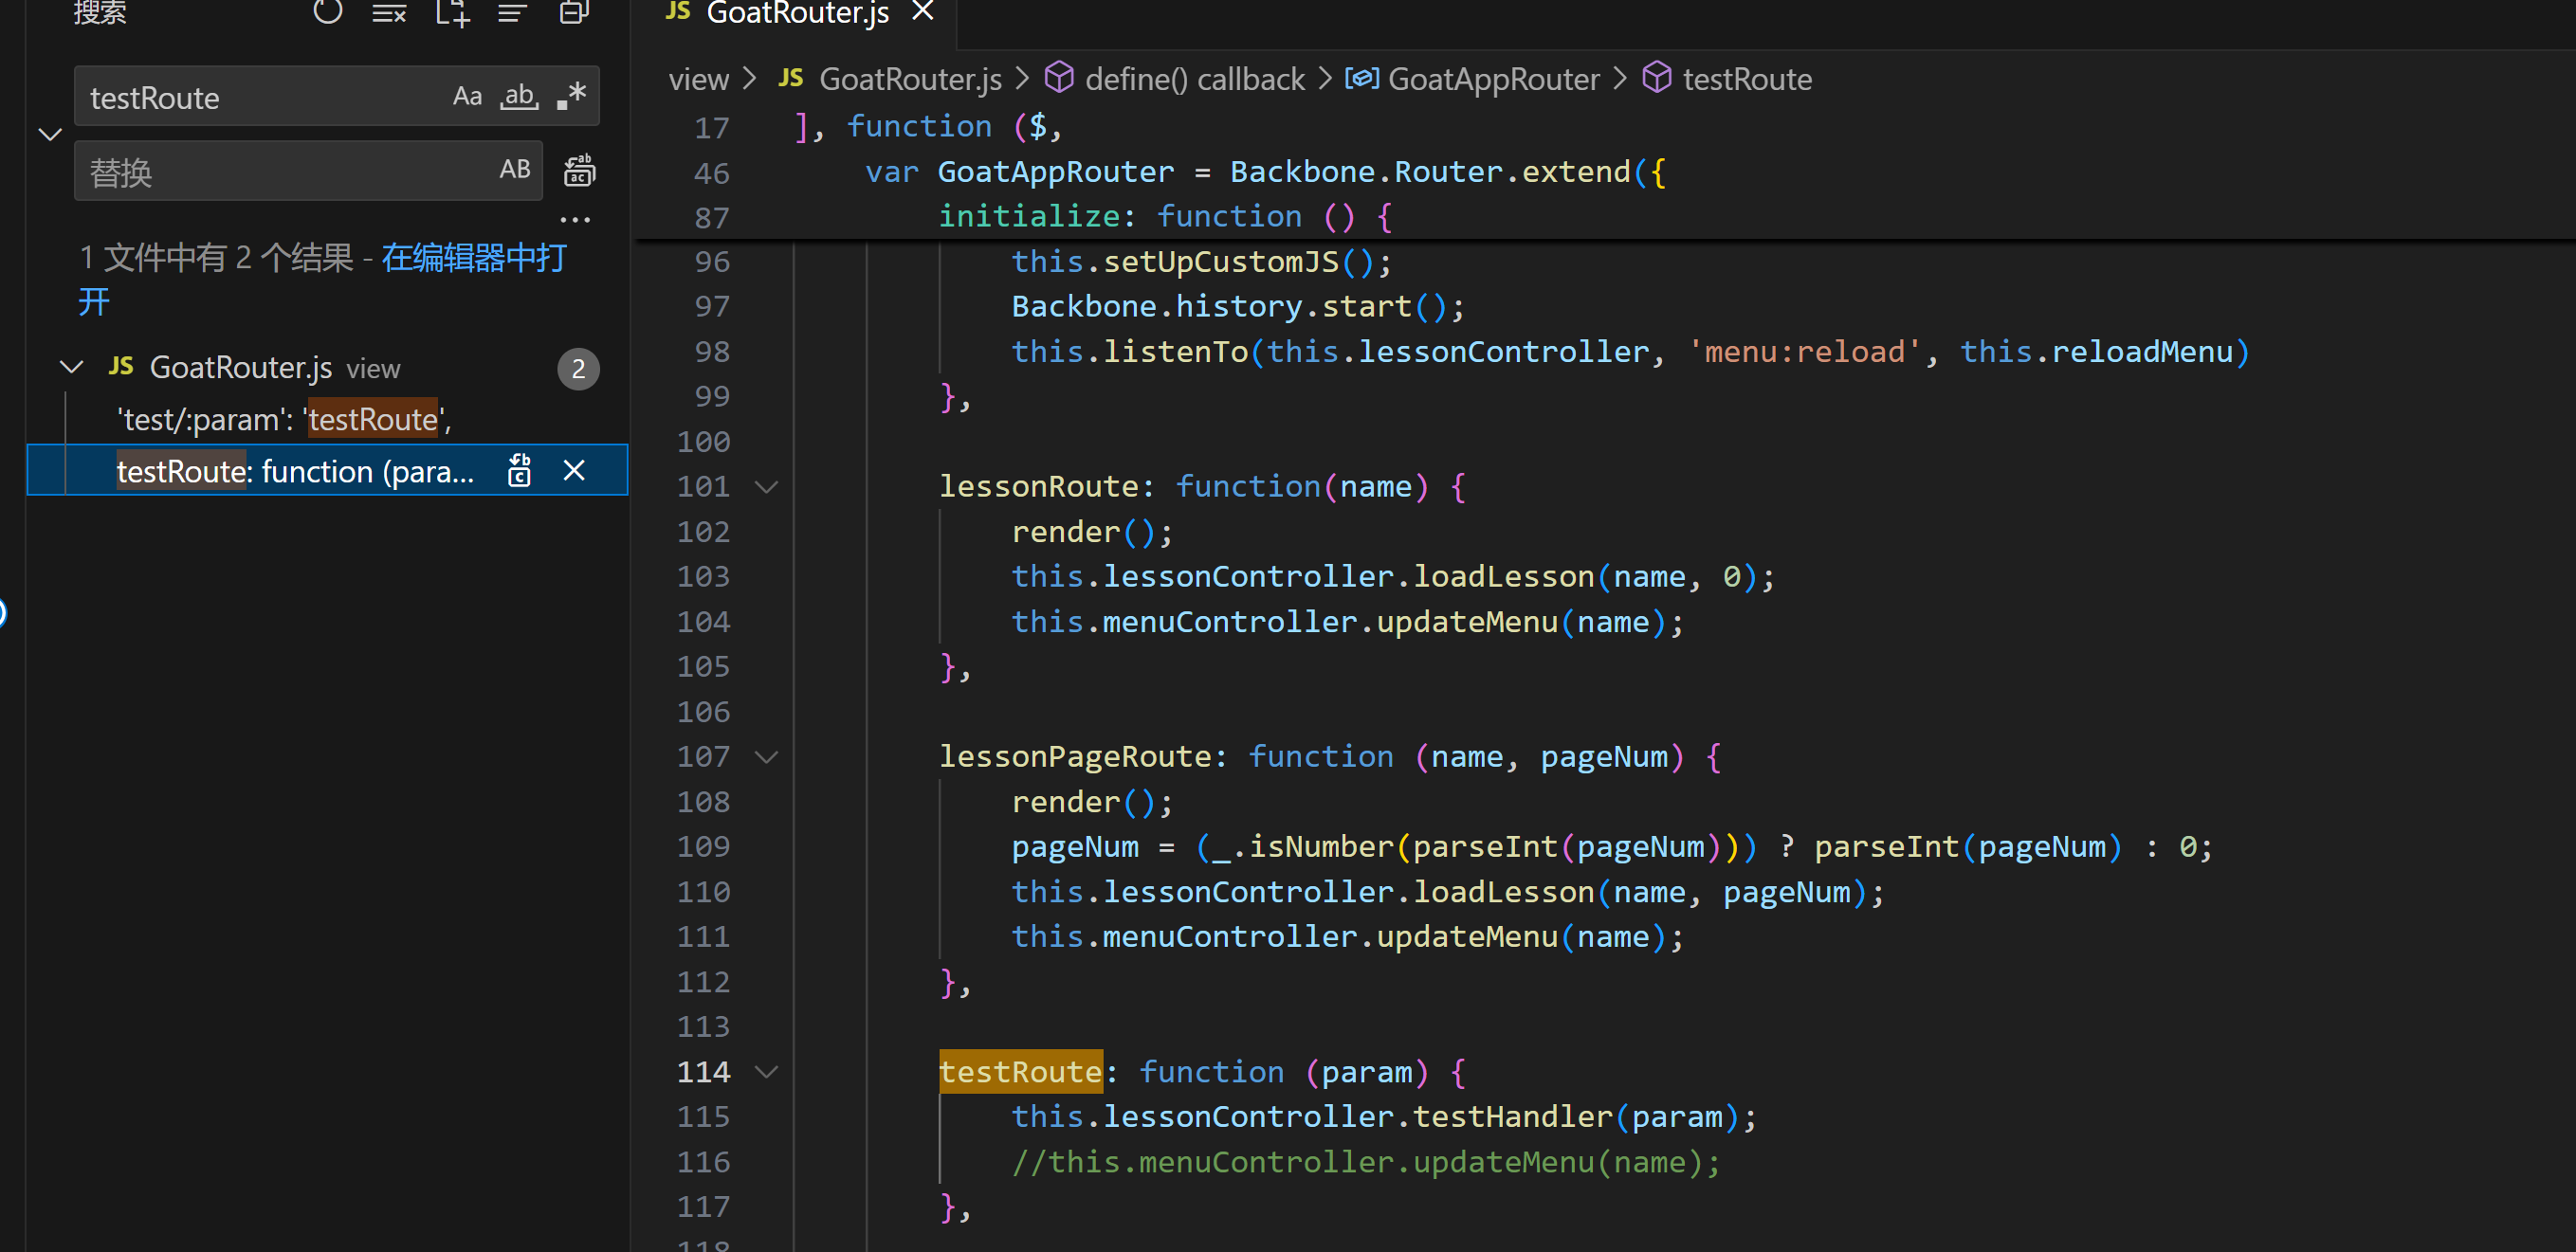 搜索
testRoute Aa ab .*
替换 AB
...
1 文件中有 2 个结果 - 在编辑器中打
开
JS GoatRouter.js view 2
'test/:param': 'testRoute',
testRoute: function (para...
JS GoatRouter.js
view > JS GoatRouter.js > define() callback > GoatAppRouter > testRoute
17 ], function ($,
46 var GoatAppRouter = Backbone.Router.extend({
87 initialize: function () {
96 this.setUpCustomJS();
97 Backbone.history.start();
98 this.listenTo(this.lessonController, 'menu:reload', this.reloadMenu)
99 },
100
101 lessonRoute: function(name) {
102 render();
103 this.lessonController.loadLesson(name, 0);
104 this.menuController.updateMenu(name);
105 },
106
107 lessonPageRoute: function (name, pageNum) {
108 render();
109 pageNum = (_.isNumber(parseInt(pageNum))) ? parseInt(pageNum) : 0;
110 this.lessonController.loadLesson(name, pageNum);
111 this.menuController.updateMenu(name);
112 },
113
114 testRoute: function (param) {
115 this.lessonController.testHandler(param);
116 //this.menuController.updateMenu(name);
117 },
118